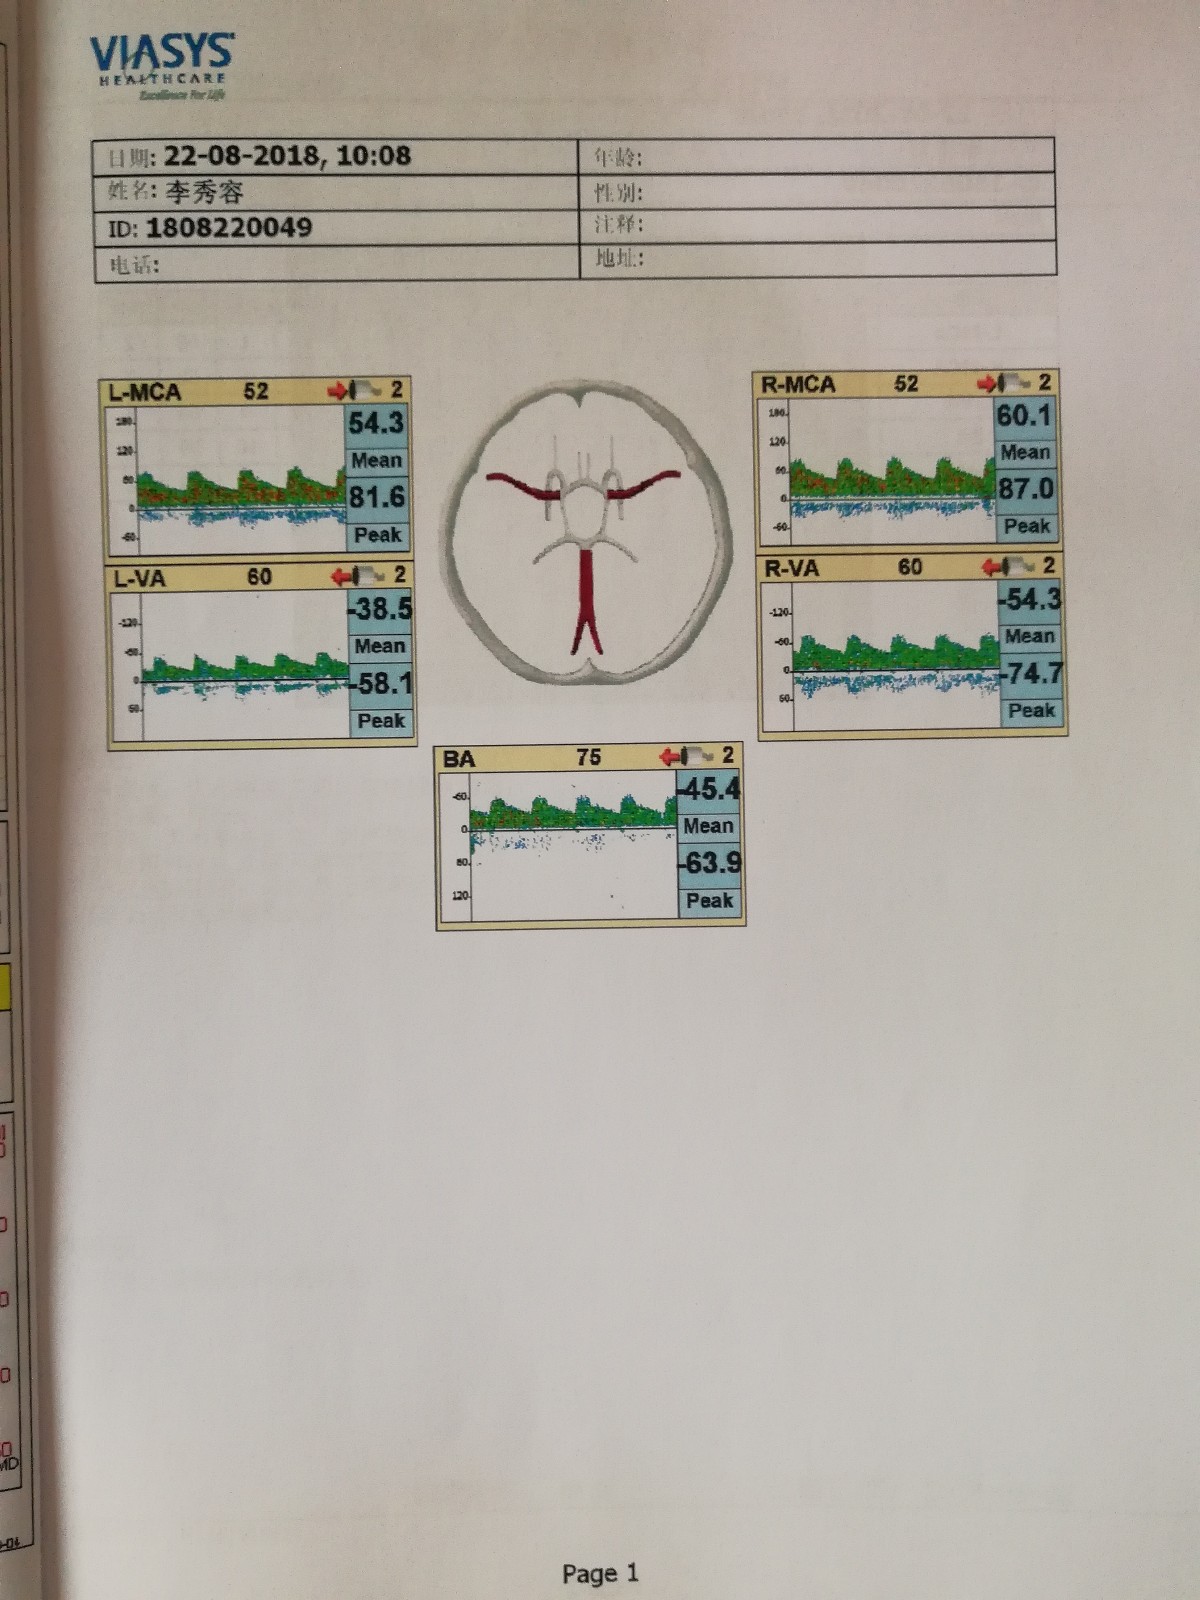 VIASYS
HEALTHCARE
Excellence For Life
日期: 22-08-2018, 10:08
年龄:
姓名: 李秀容
性别:
ID: 1808220049
注释:
电话:
地址:
L-MCA 52 2
180
120
60
0
-60
54.3
Mean
81.6
Peak
R-MCA 52 2
180
120
60
0
-60
60.1
Mean
87.0
Peak
L-VA 60 2
-120
-60
0
60
-38.5
Mean
-58.1
Peak
R-VA 60 2
-120
-60
0
60
-54.3
Mean
-74.7
Peak
BA 75 2
-60
0
60
120
-45.4
Mean
-63.9
Peak
Page 1